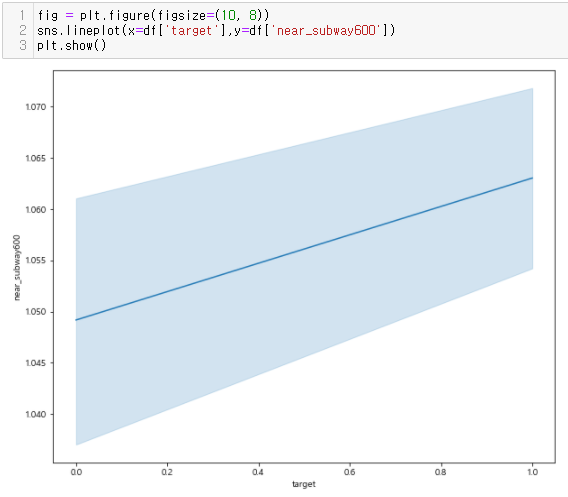 1 fig = plt.figure(figsize=(10, 8))
2 sns.lineplot(x=df['target'],y=df['near_subway600'])
3 plt.show()
1.070
1.065
1.060
1.055
1.050
1.045
1.040
near_subway600
0.0 0.2 0.4 0.6 0.8 1.0
target